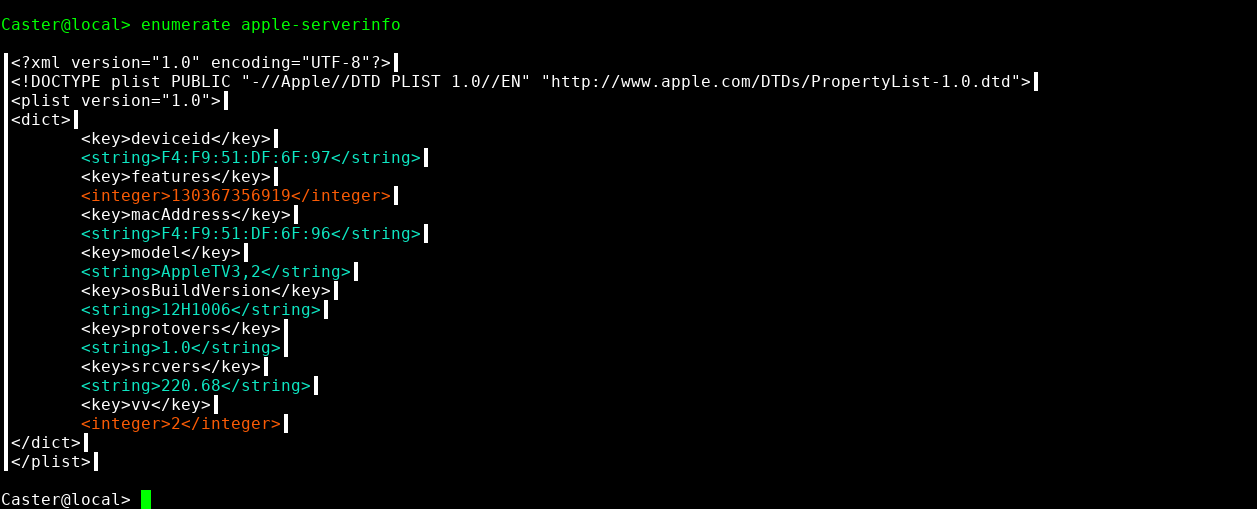 Caster@local> enumerate apple-serverinfo
<?xml version="1.0" encoding="UTF-8"?>
<!DOCTYPE plist PUBLIC "-//Apple//DTD PLIST 1.0//EN" "http://www.apple.com/DTDs/PropertyList-1.0.dtd">
<plist version="1.0">
<dict>
<key>deviceid</key>
<string>F4:F9:51:DF:6F:97</string>
<key>features</key>
<integer>130367356919</integer>
<key>macAddress</key>
<string>F4:F9:51:DF:6F:96</string>
<key>model</key>
<string>AppleTV3,2</string>
<key>osBuildVersion</key>
<string>12H1006</string>
<key>protovers</key>
<string>1.0</string>
<key>srcvers</key>
<string>220.68</string>
<key>vv</key>
<integer>2</integer>
</dict>
</plist>
Caster@local>